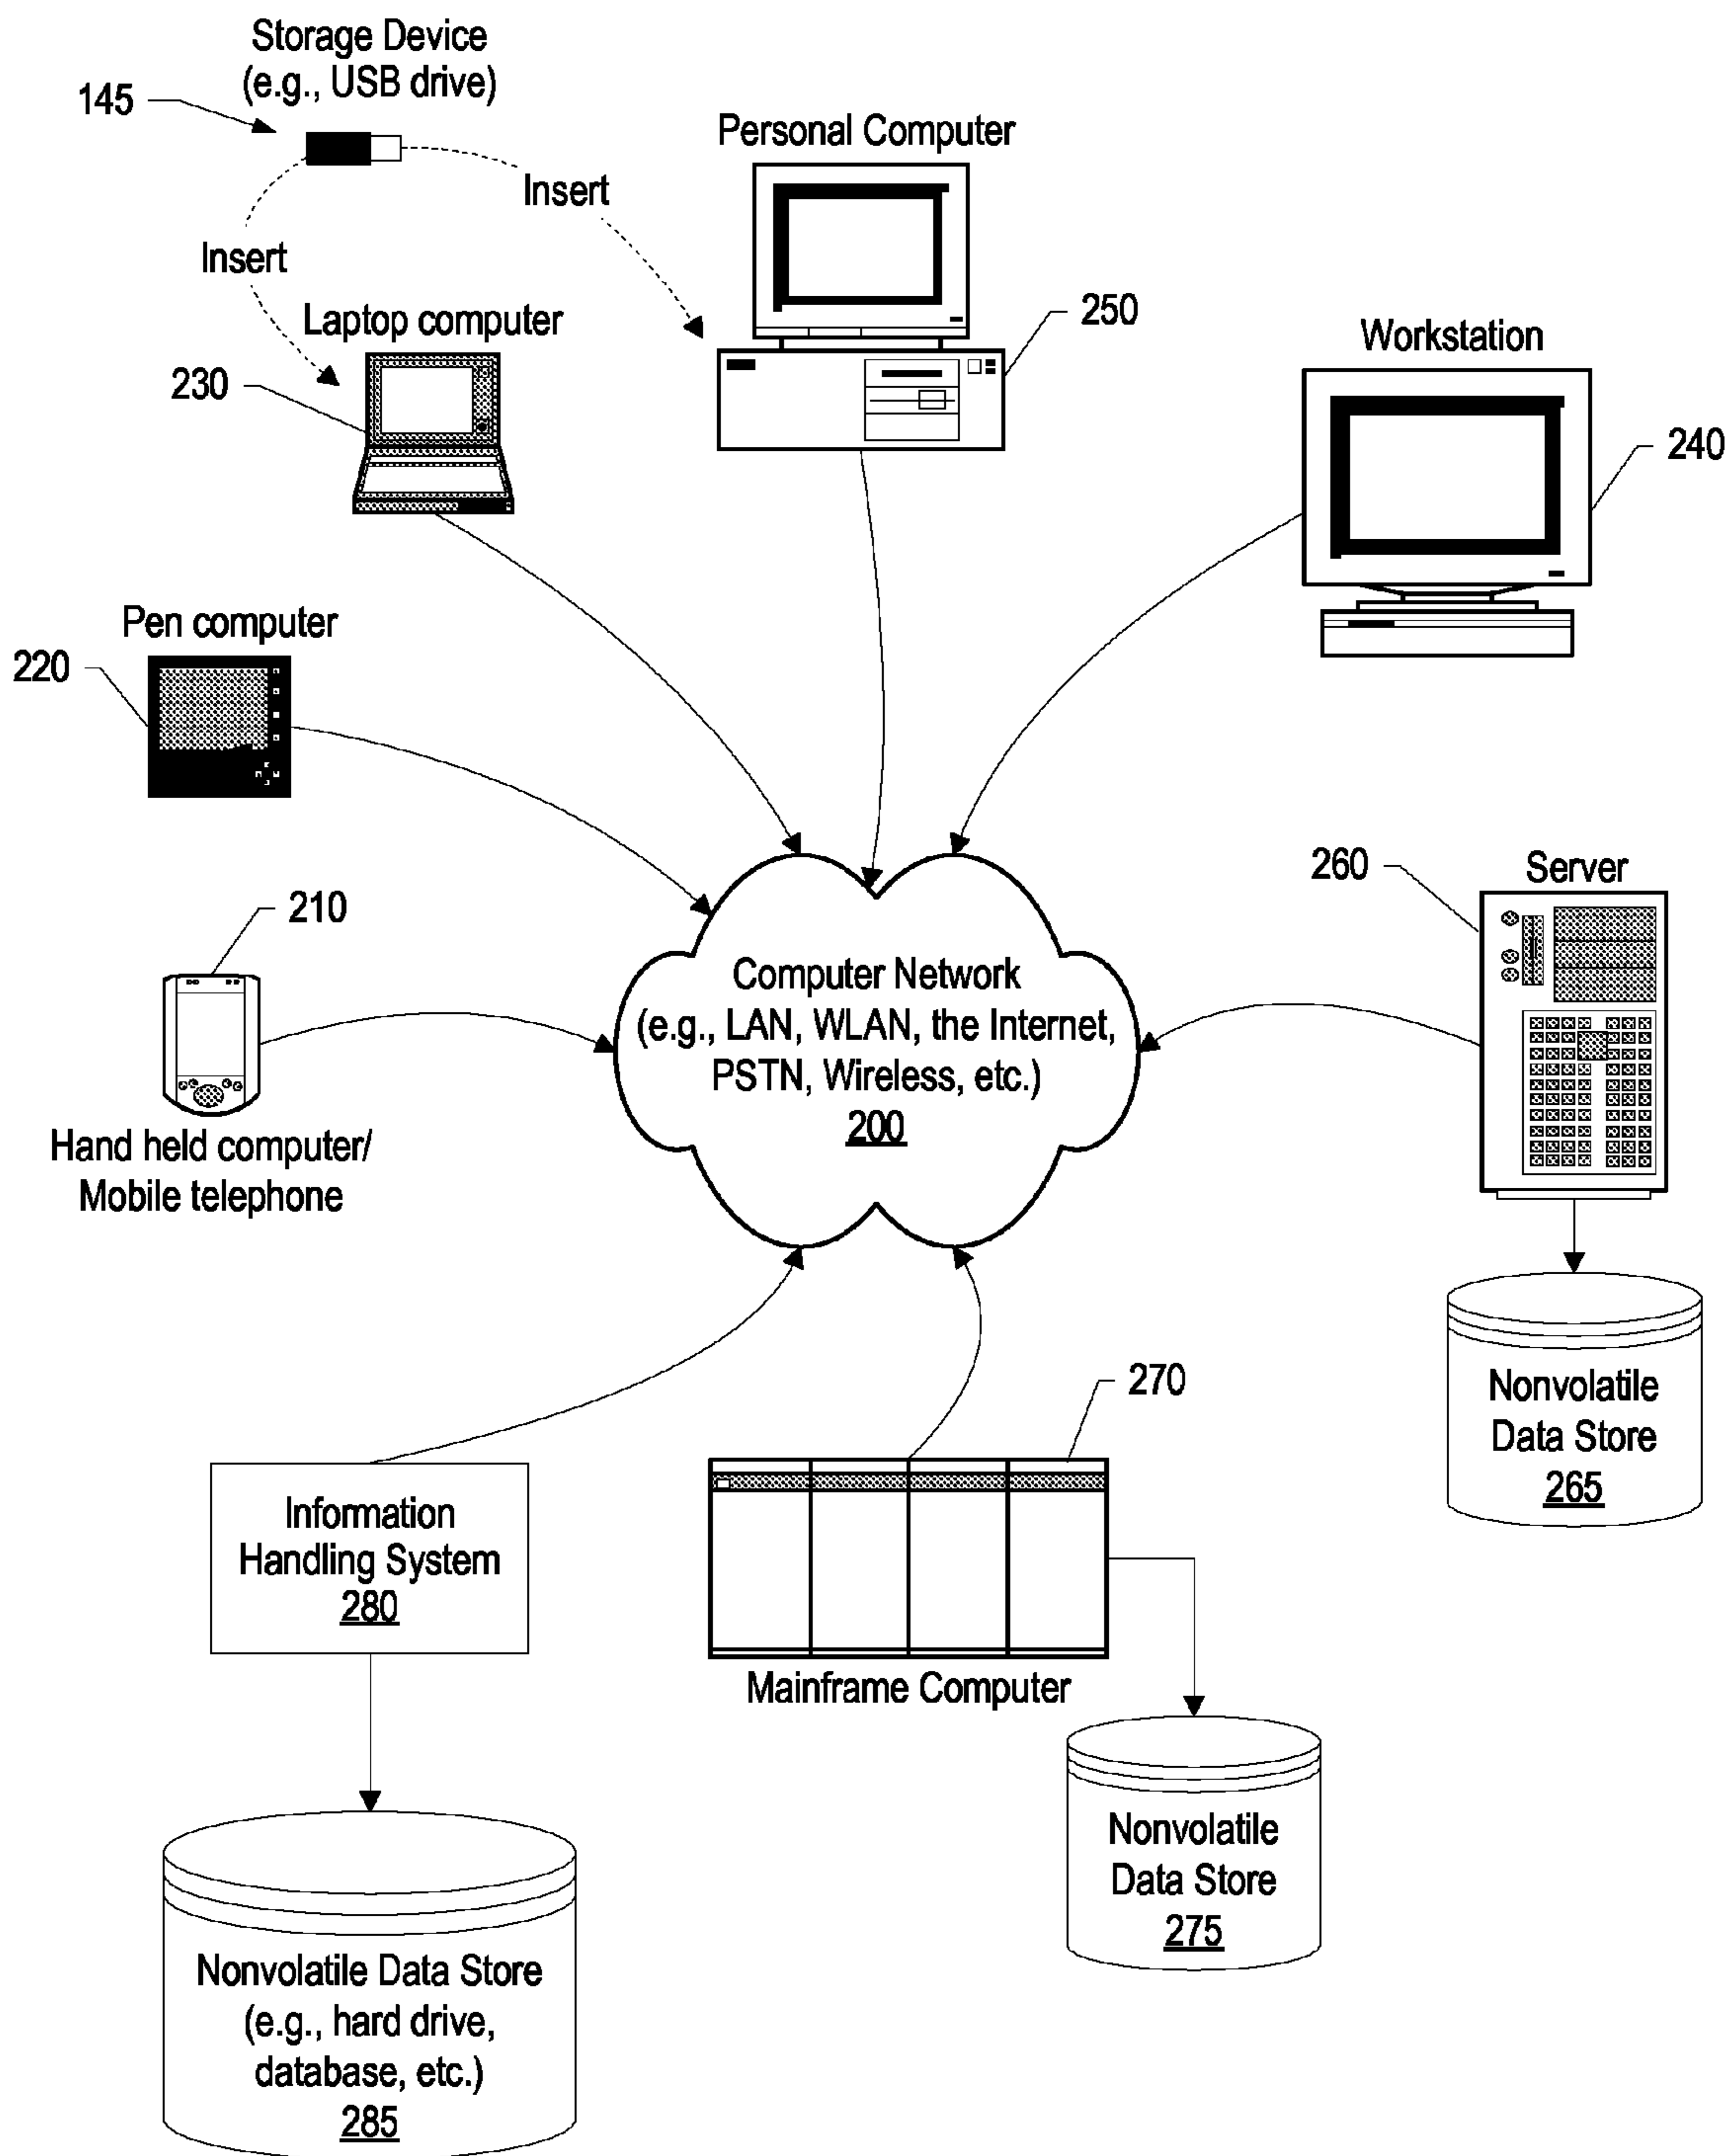 Storage Device
(e.g., USB drive)
145
Personal Computer
Insert
Insert
Laptop computer
250
Workstation
230
240
Pen computer
220
260
Server
210
Computer Network
(e.g., LAN, WLAN, the Internet,
PSTN, Wireless, etc.)
200
Hand held computer/
Mobile telephone
270
Nonvolatile
Data Store
265
Information
Handling System
280
Mainframe Computer
Nonvolatile
Data Store
275
Nonvolatile Data Store
(e.g., hard drive,
database, etc.)
285